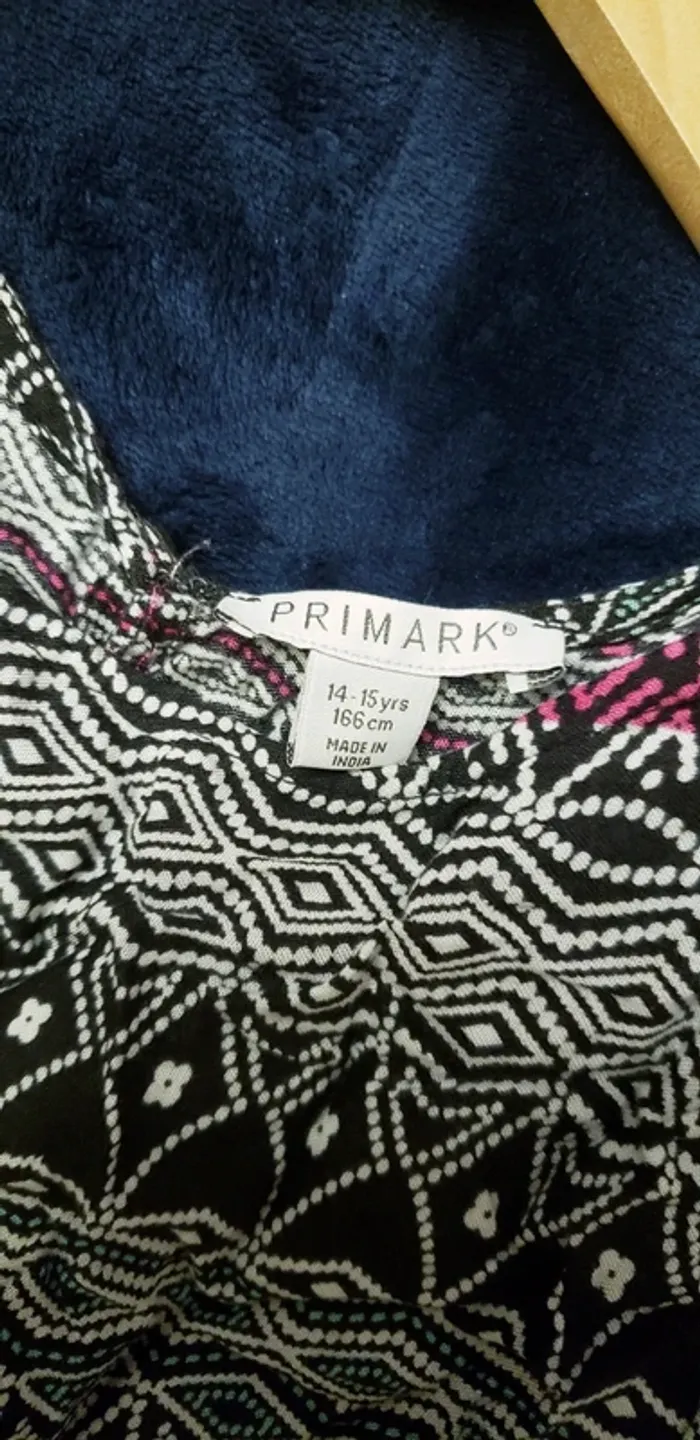 PRIMARK®
14-15yrs
166cm
MADE IN
INDIA